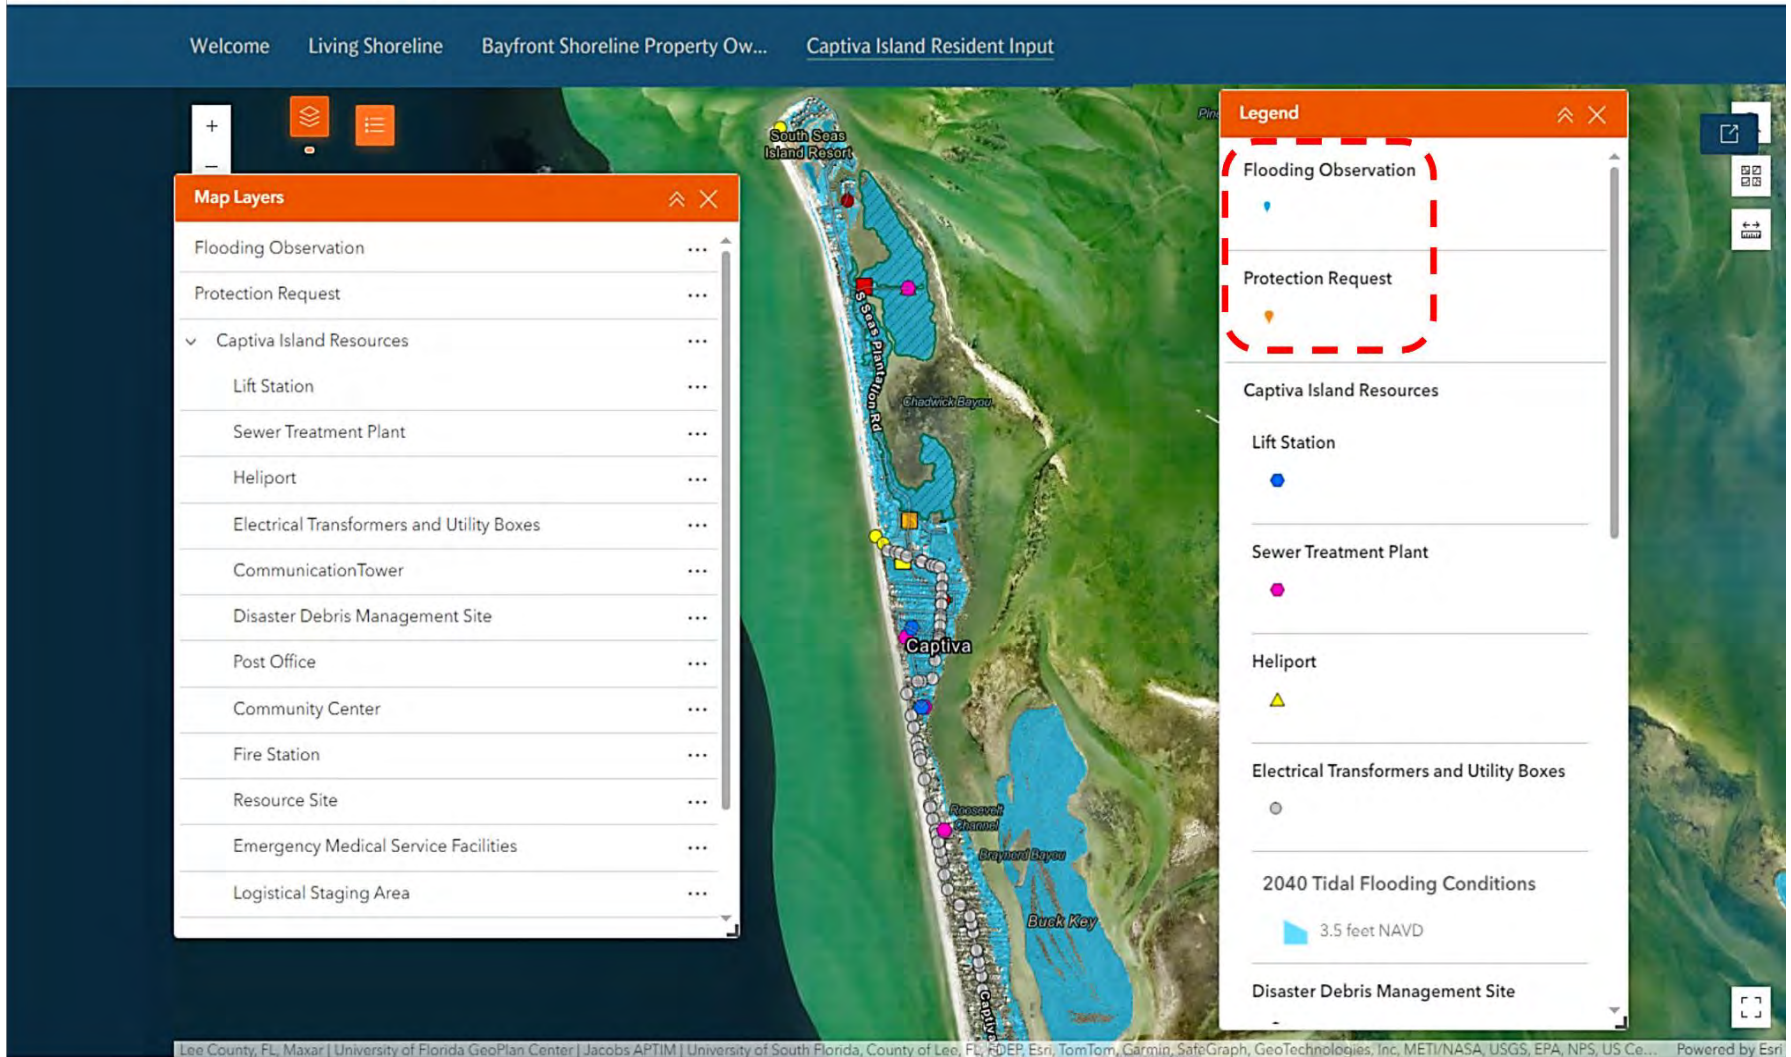 Welcome
Living Shoreline
Bayfront Shoreline Property Ow...
Captiva Island Resident Input
Map Layers
Flooding Observation
Protection Request
Captiva Island Resources
Lift Station
Sewer Treatment Plant
Heliport
Electrical Transformers and Utility Boxes
CommunicationTower
Disaster Debris Management Site
Post Office
Community Center
Fire Station
Resource Site
Emergency Medical Service Facilities
Logistical Staging Area
South Seas
Island Resort
S Seas Plantation Rd
Chadwick Bayou
Captiva
Roosevelt
Channel
Braynerd Bayou
Buck Key
Captiva
Legend
Flooding Observation
Protection Request
Captiva Island Resources
Lift Station
Sewer Treatment Plant
Heliport
Electrical Transformers and Utility Boxes
2040 Tidal Flooding Conditions
3.5 feet NAVD
Disaster Debris Management Site
Lee County, FL, Maxar | University of Florida GeoPlan Center | Jacobs APTIM | University of South Florida, County of Lee, FL, FDEP, Esri, TomTom, Garmin, SafeGraph, GeoTechnologies, Inc, METI/NASA, USGS, EPA, NPS, US Ce...
Powered by Esri